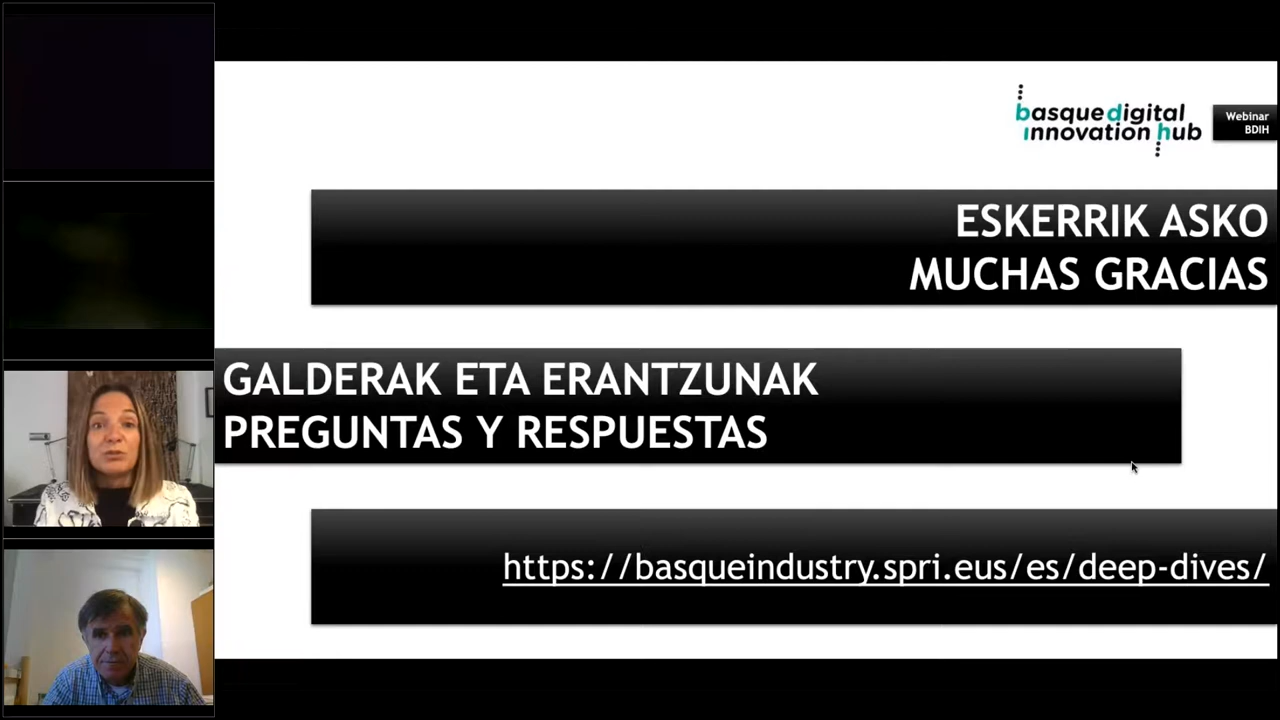 basque digital
innovation hub
Webinar
BDIH
ESKERRIK ASKO
MUCHAS GRACIAS
GALDERAK ETA ERANTZUNAK
PREGUNTAS Y RESPUESTAS
https://basqueindustry.spri.eus/es/deep-dives/